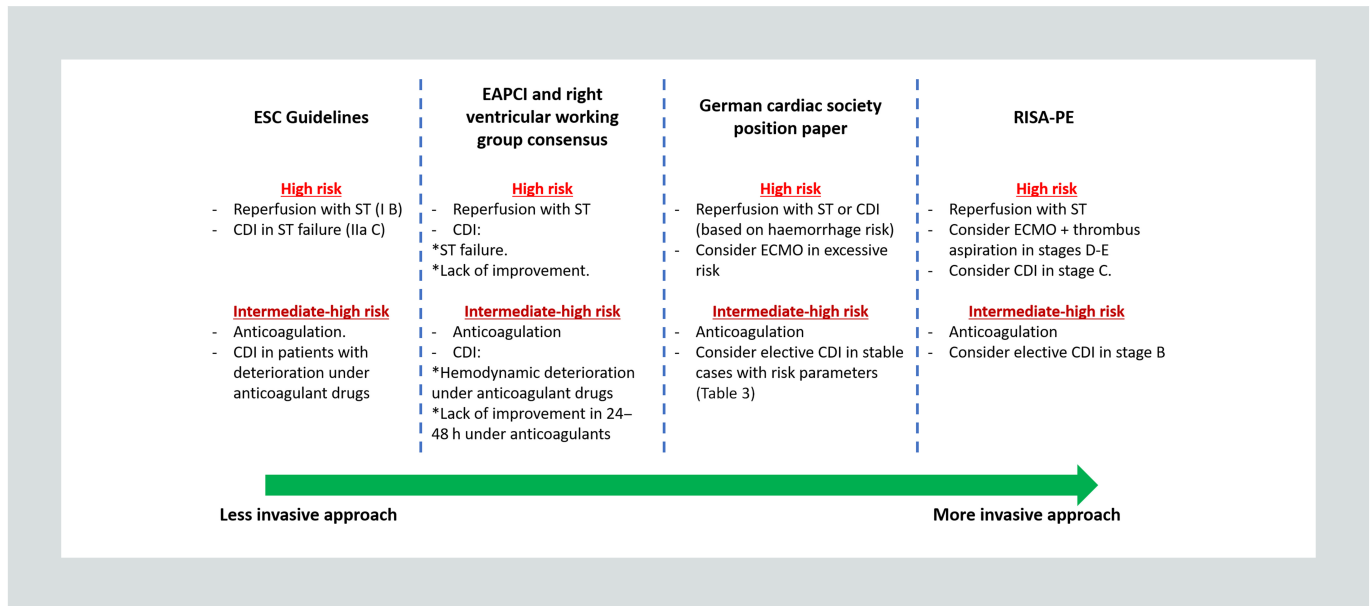 ESC Guidelines
High risk
- Reperfusion with ST (I B)
- CDI in ST failure (IIa C)
Intermediate-high risk
- Anticoagulation.
- CDI in patients with
deterioration under
anticoagulant drugs
EAPCI and right
ventricular working
group consensus
High risk
- Reperfusion with ST
- CDI:
*ST failure.
*Lack of improvement.
Intermediate-high risk
- Anticoagulation
- CDI:
*Hemodynamic deterioration
under anticoagulant drugs
*Lack of improvement in 24–
48 h under anticoagulants
German cardiac society
position paper
High risk
- Reperfusion with ST or CDI
(based on haemorrhage risk)
- Consider ECMO in excessive
risk
Intermediate-high risk
- Anticoagulation
- Consider elective CDI in stable
cases with risk parameters
(Table 3)
RISA-PE
High risk
- Reperfusion with ST
- Consider ECMO + thrombus
aspiration in stages D-E
- Consider CDI in stage C.
Intermediate-high risk
- Anticoagulation
- Consider elective CDI in stage B
Less invasive approach
More invasive approach